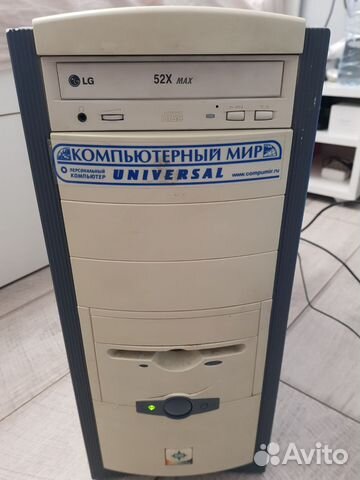 LG 52X MAX
КОМПЬЮТЕРНЫЙ МИР
ПЕРСОНАЛЬНЫЙ
КОМПЬЮТЕР
UNIVERSAL www.compumir.ru
Avito